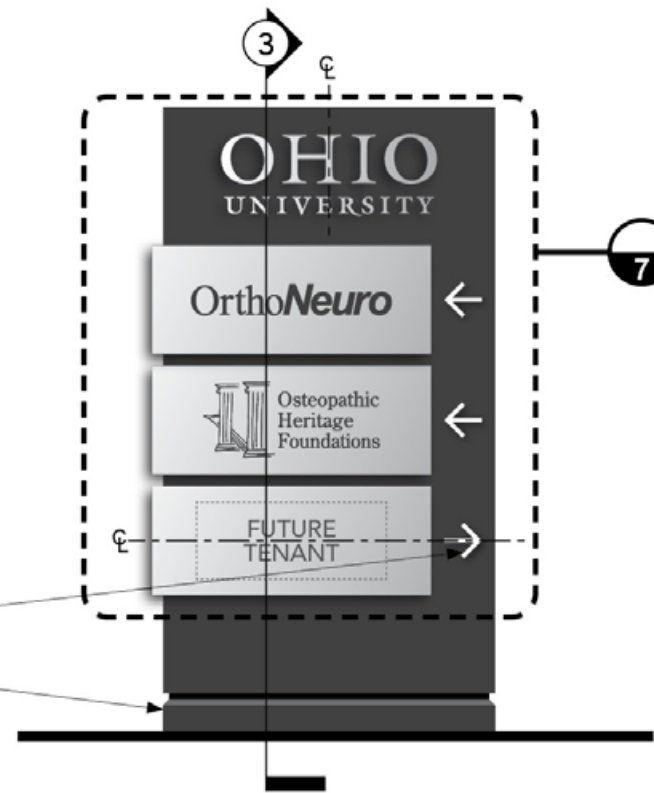 3
℄
OHIO
UNIVERSITY
OrthoNeuro
←
Osteopathic
Heritage
Foundations
←
℄
FUTURE
TENANT
→
7